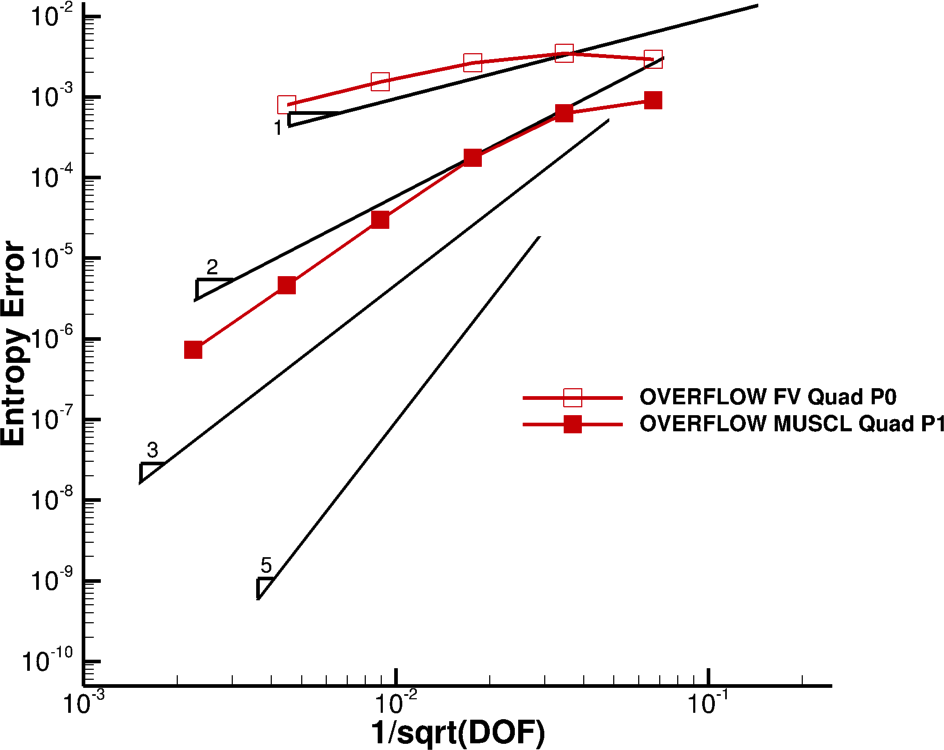 10-2
10-3
10-4
10-5
10-6
10-7
10-8
10-9
10-10
Entropy Error
1
2
3
5
OVERFLOW FV Quad P0
OVERFLOW MUSCL Quad P1
10-3 10-2 10-1
1/sqrt(DOF)